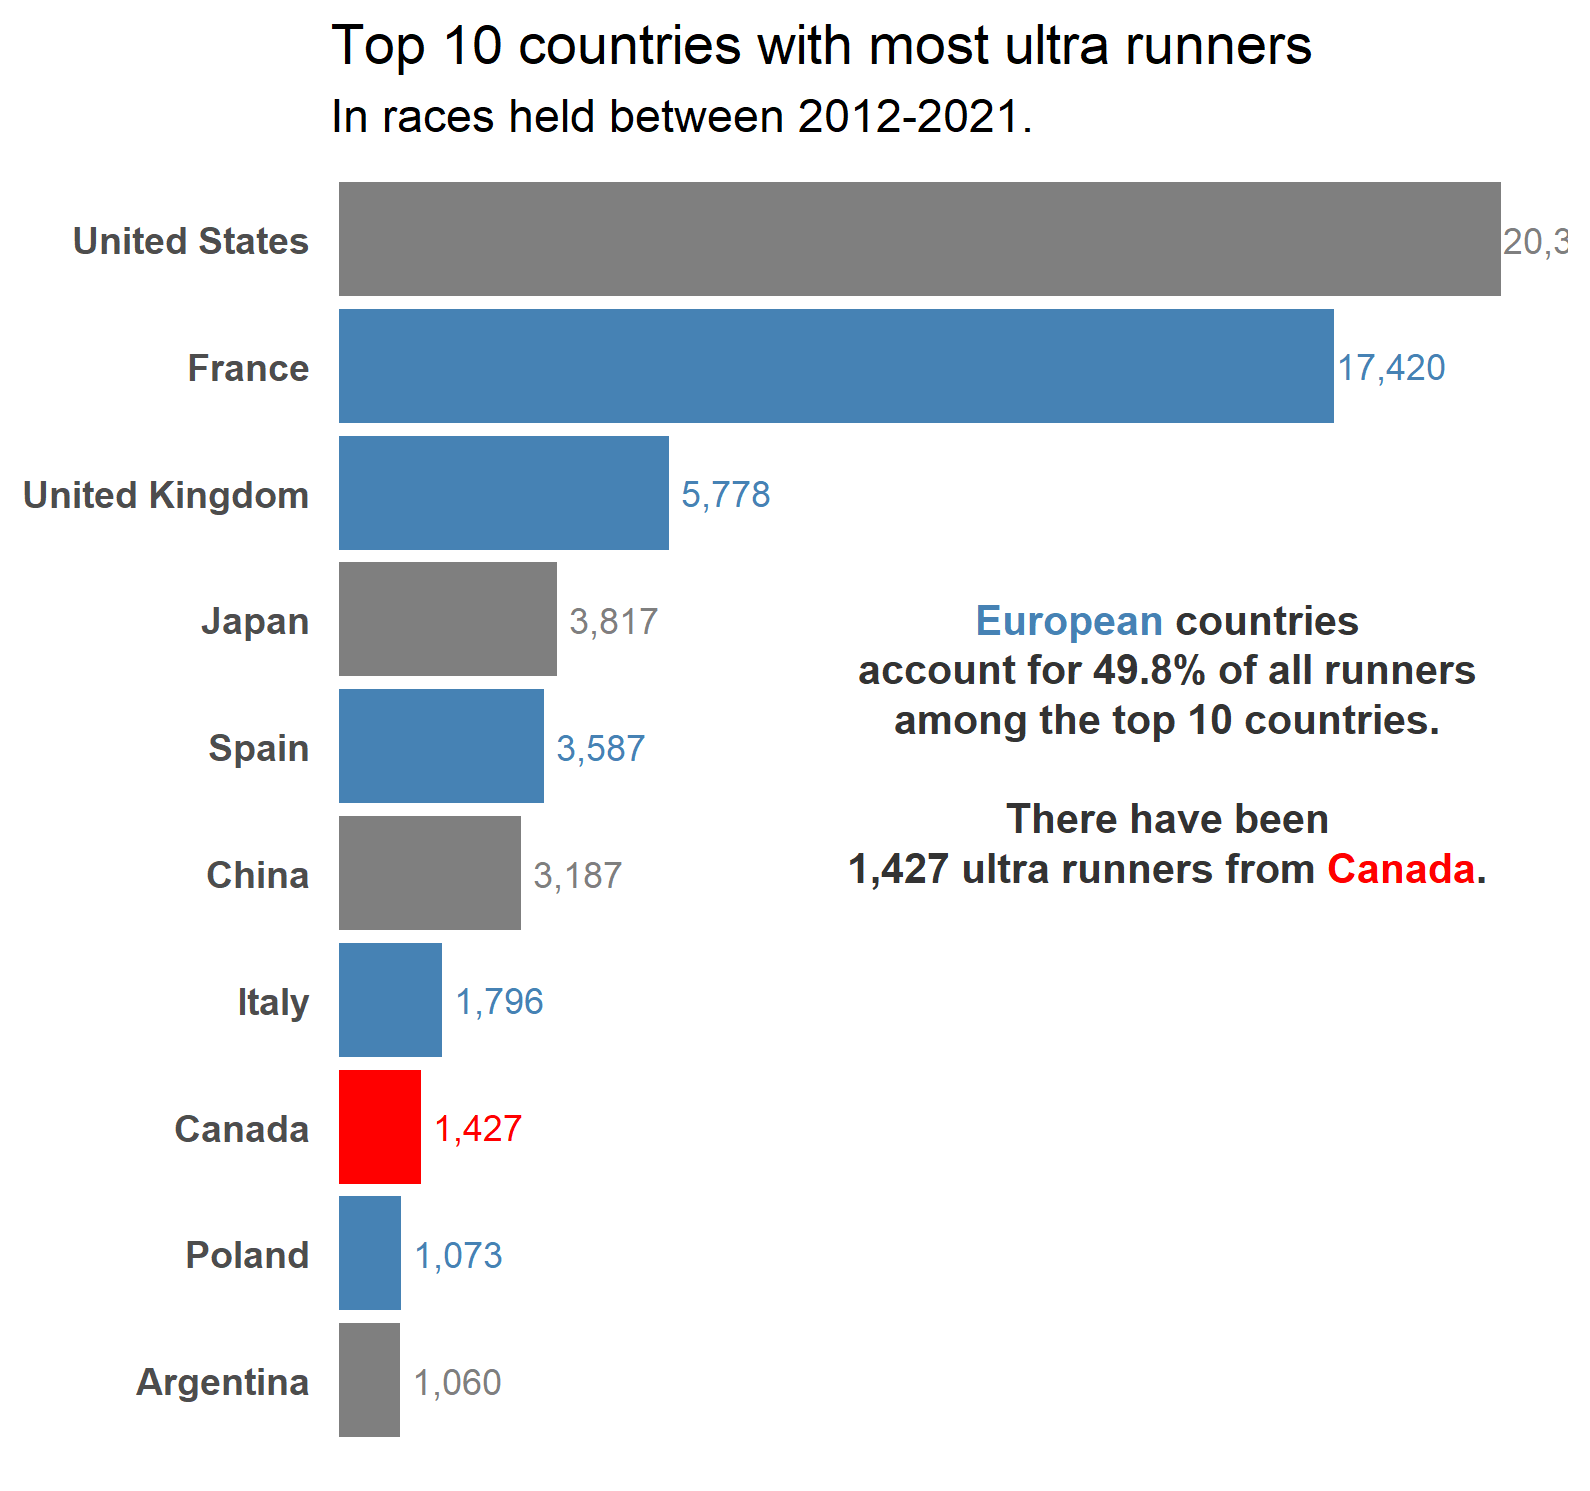 Top 10 countries with most ultra runners
In races held between 2012-2021.
United States 20,3
France 17,420
United Kingdom 5,778
Japan 3,817
Spain 3,587
China 3,187
Italy 1,796
Canada 1,427
Poland 1,073
Argentina 1,060
European countries
account for 49.8% of all runners
among the top 10 countries.
There have been
1,427 ultra runners from Canada.